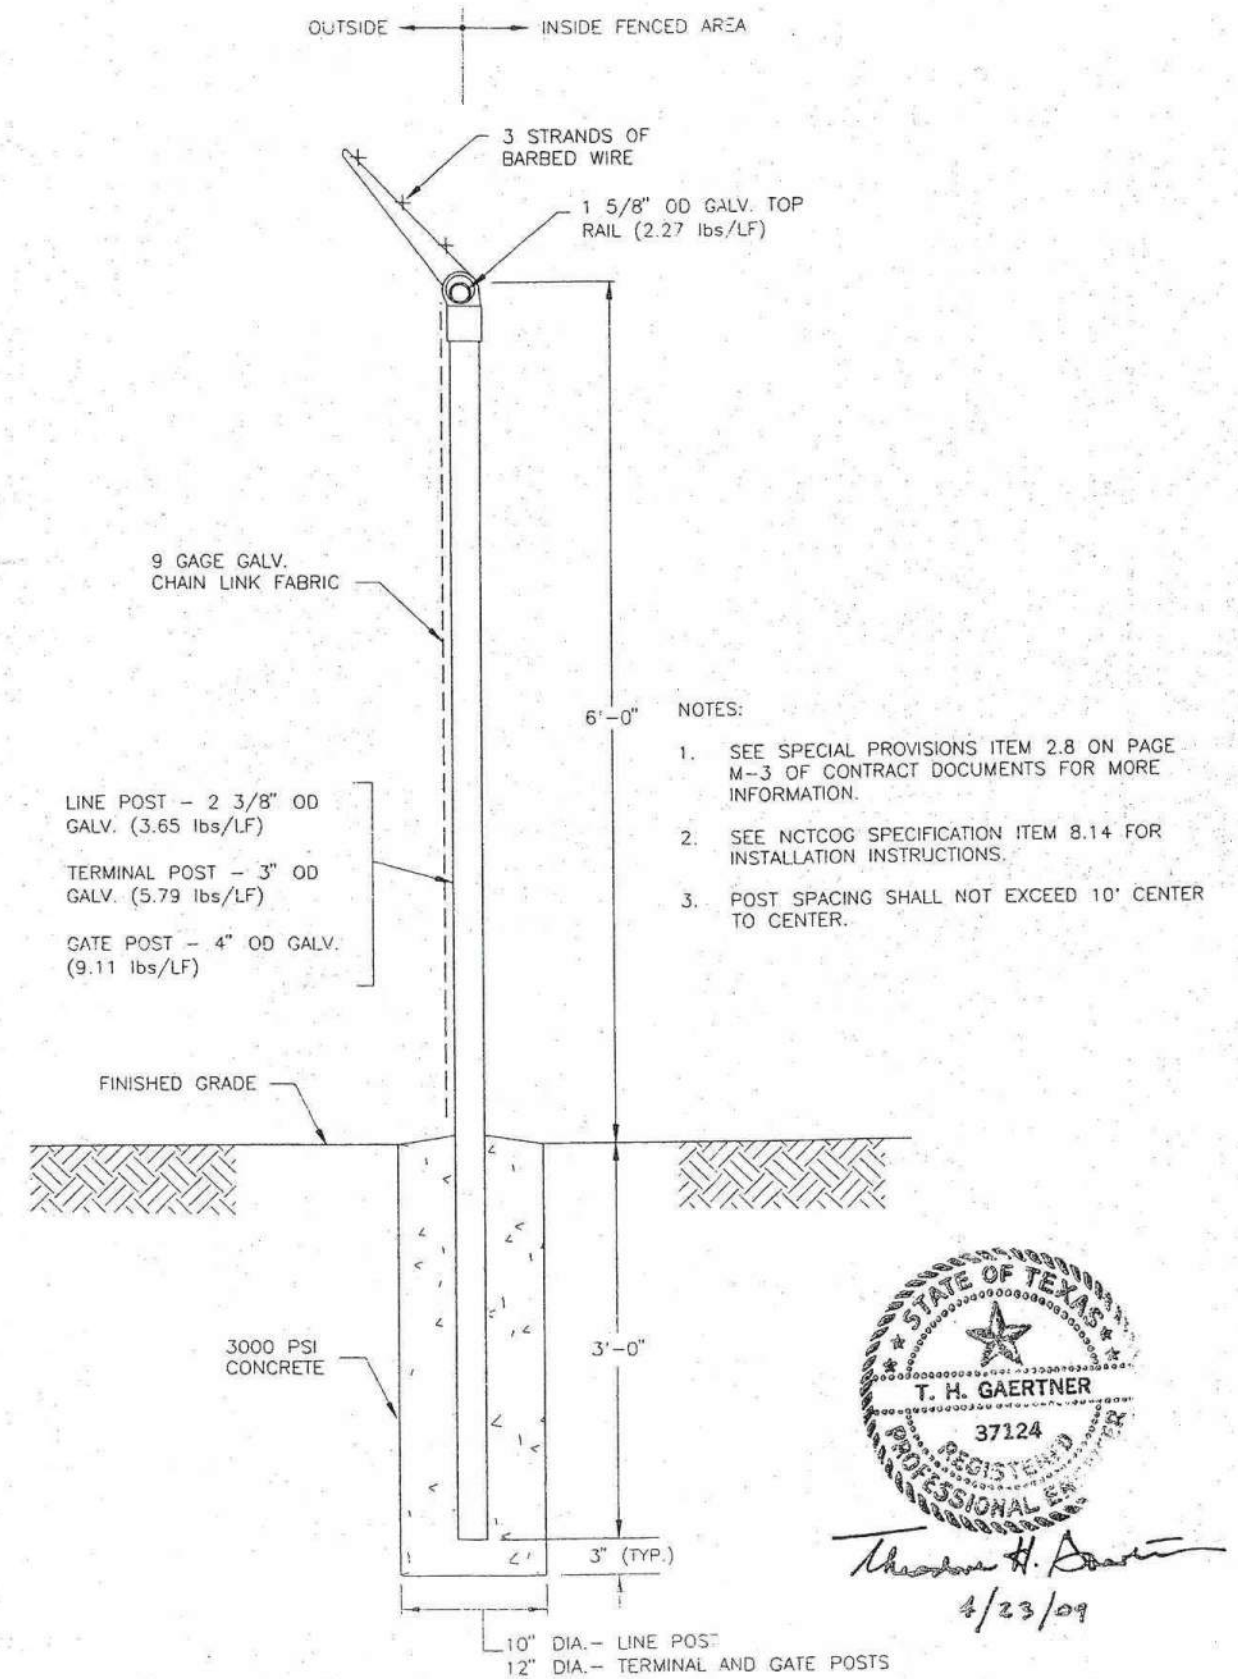 OUTSIDE
INSIDE FENCED AREA
3 STRANDS OF
BARBED WIRE
1 5/8" OD GALV. TOP
RAIL (2.27 lbs/LF)
9 GAGE GALV.
CHAIN LINK FABRIC
6'-0"
LINE POST - 2 3/8" OD
GALV. (3.65 lbs/LF)
TERMINAL POST - 3" OD
GALV. (5.79 lbs/LF)
GATE POST - 4" OD GALV.
(9.11 lbs/LF)
NOTES:
1. SEE SPECIAL PROVISIONS ITEM 2.8 ON PAGE
M-3 OF CONTRACT DOCUMENTS FOR MORE
INFORMATION.
2. SEE NCTCOG SPECIFICATION ITEM 8.14 FOR
INSTALLATION INSTRUCTIONS.
3. POST SPACING SHALL NOT EXCEED 10' CENTER
TO CENTER.
FINISHED GRADE
3000 PSI
CONCRETE
3'-0"
3" (TYP.)
10" DIA.- LINE POST
12" DIA.- TERMINAL AND GATE POSTS
STATE OF TEXAS
T. H. GAERTNER
37124
REGISTERED
PROFESSIONAL
Theodore H.
4/23/09